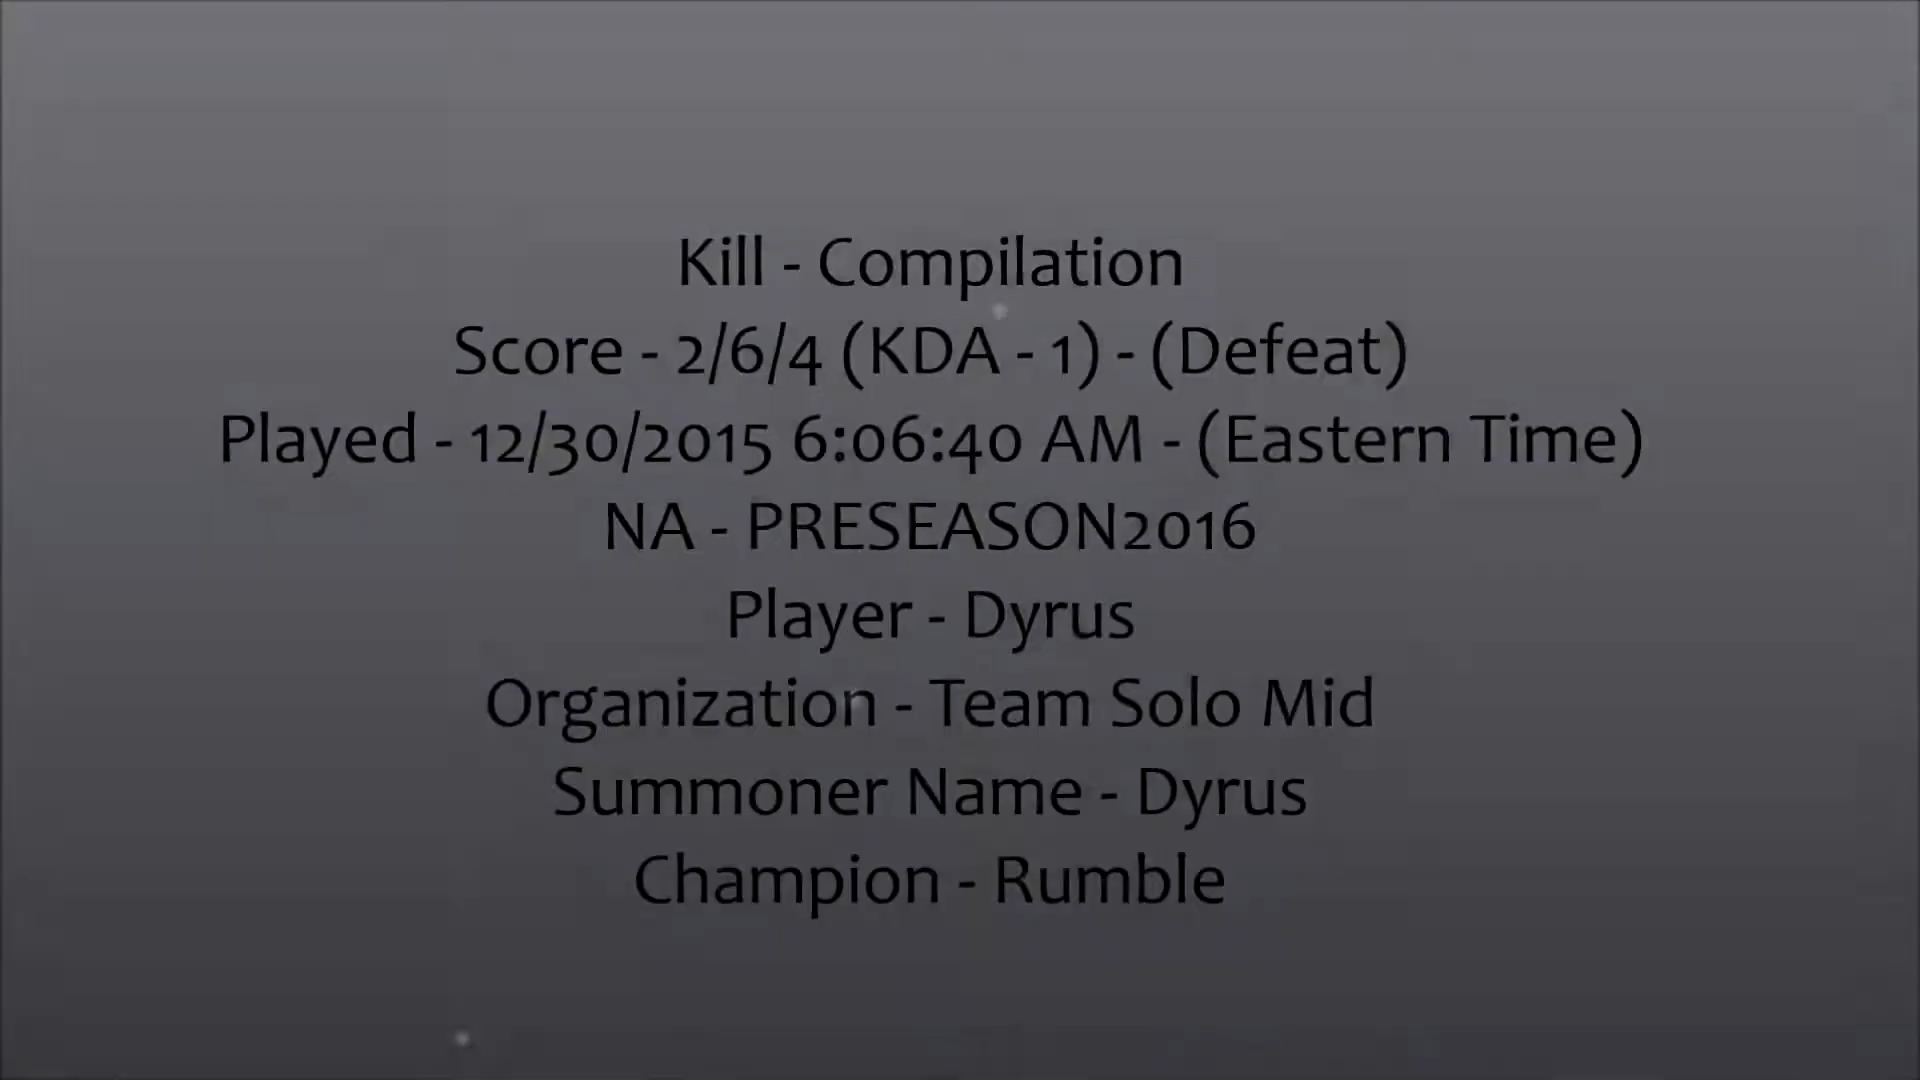 Kill - Compilation
Score - 2/6/4 (KDA - 1) - (Defeat)
Played - 12/30/2015 6:06:40 AM - (Eastern Time)
NA - PRESEASON2016
Player - Dyrus
Organization - Team Solo Mid
Summoner Name - Dyrus
Champion - Rumble